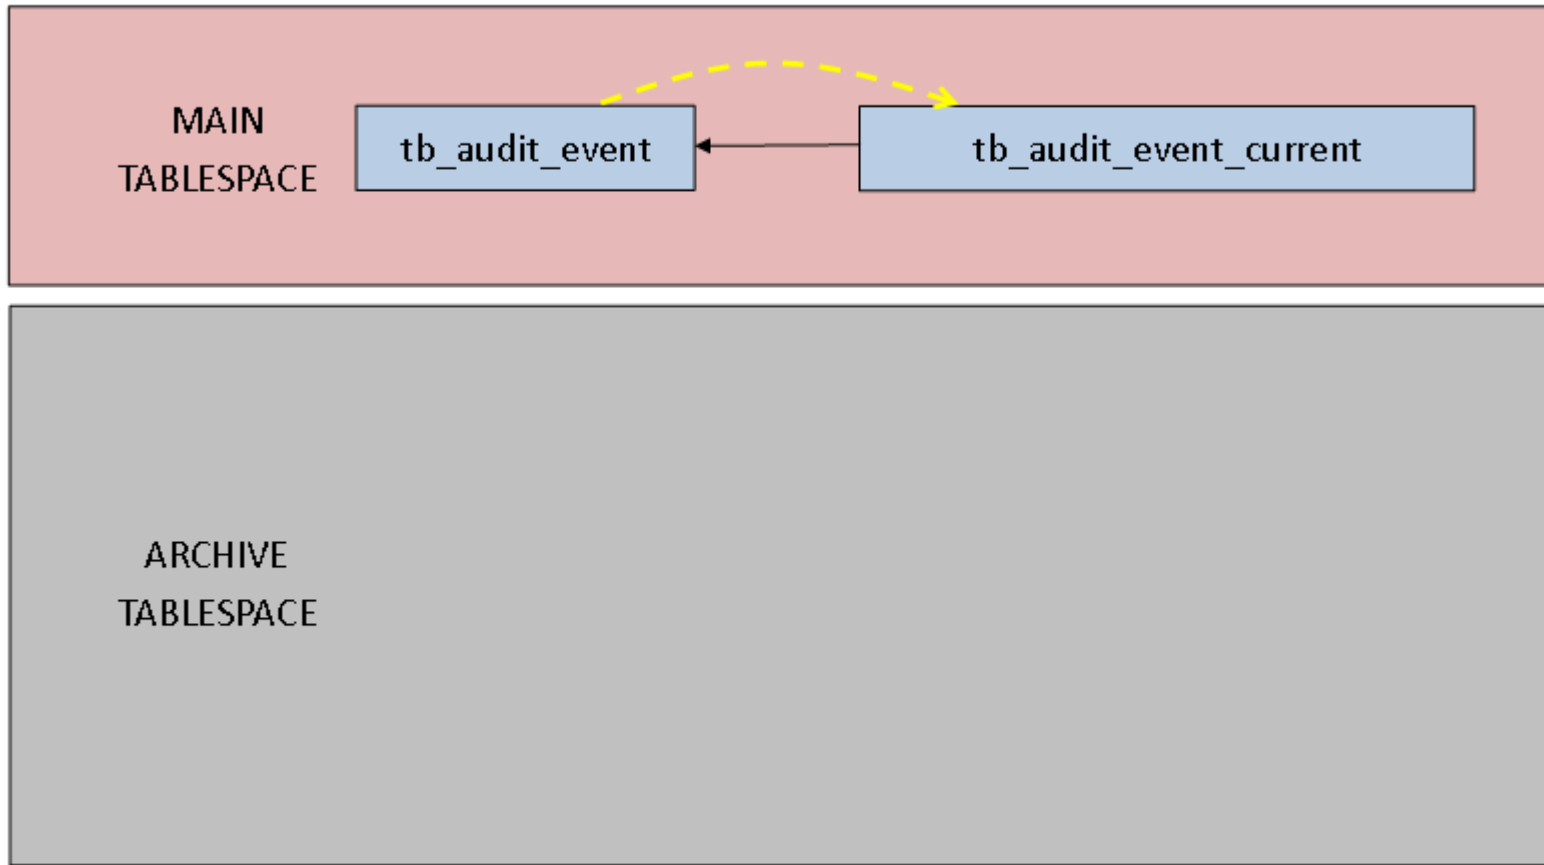 MAIN
TABLESPACE
tb_audit_event
tb_audit_event_current
ARCHIVE
TABLESPACE